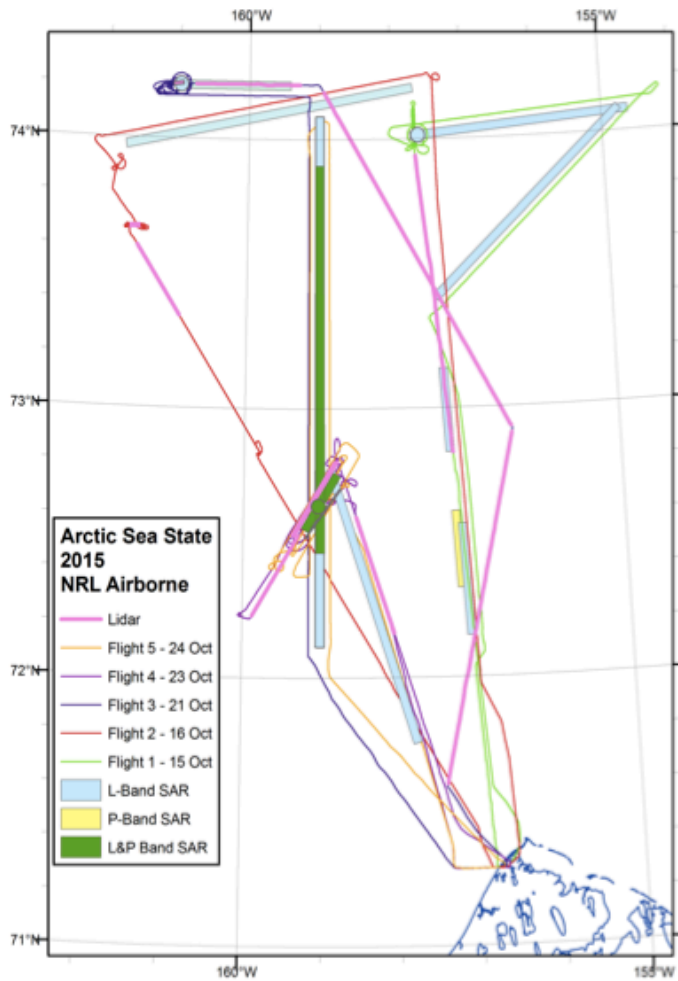 160°W 155°W
74°N
73°N
72°N
71°N
Arctic Sea State
2015
NRL Airborne
Lidar
Flight 5 - 24 Oct
Flight 4 - 23 Oct
Flight 3 - 21 Oct
Flight 2 - 16 Oct
Flight 1 - 15 Oct
L-Band SAR
P-Band SAR
L&P Band SAR
160°W 155°W